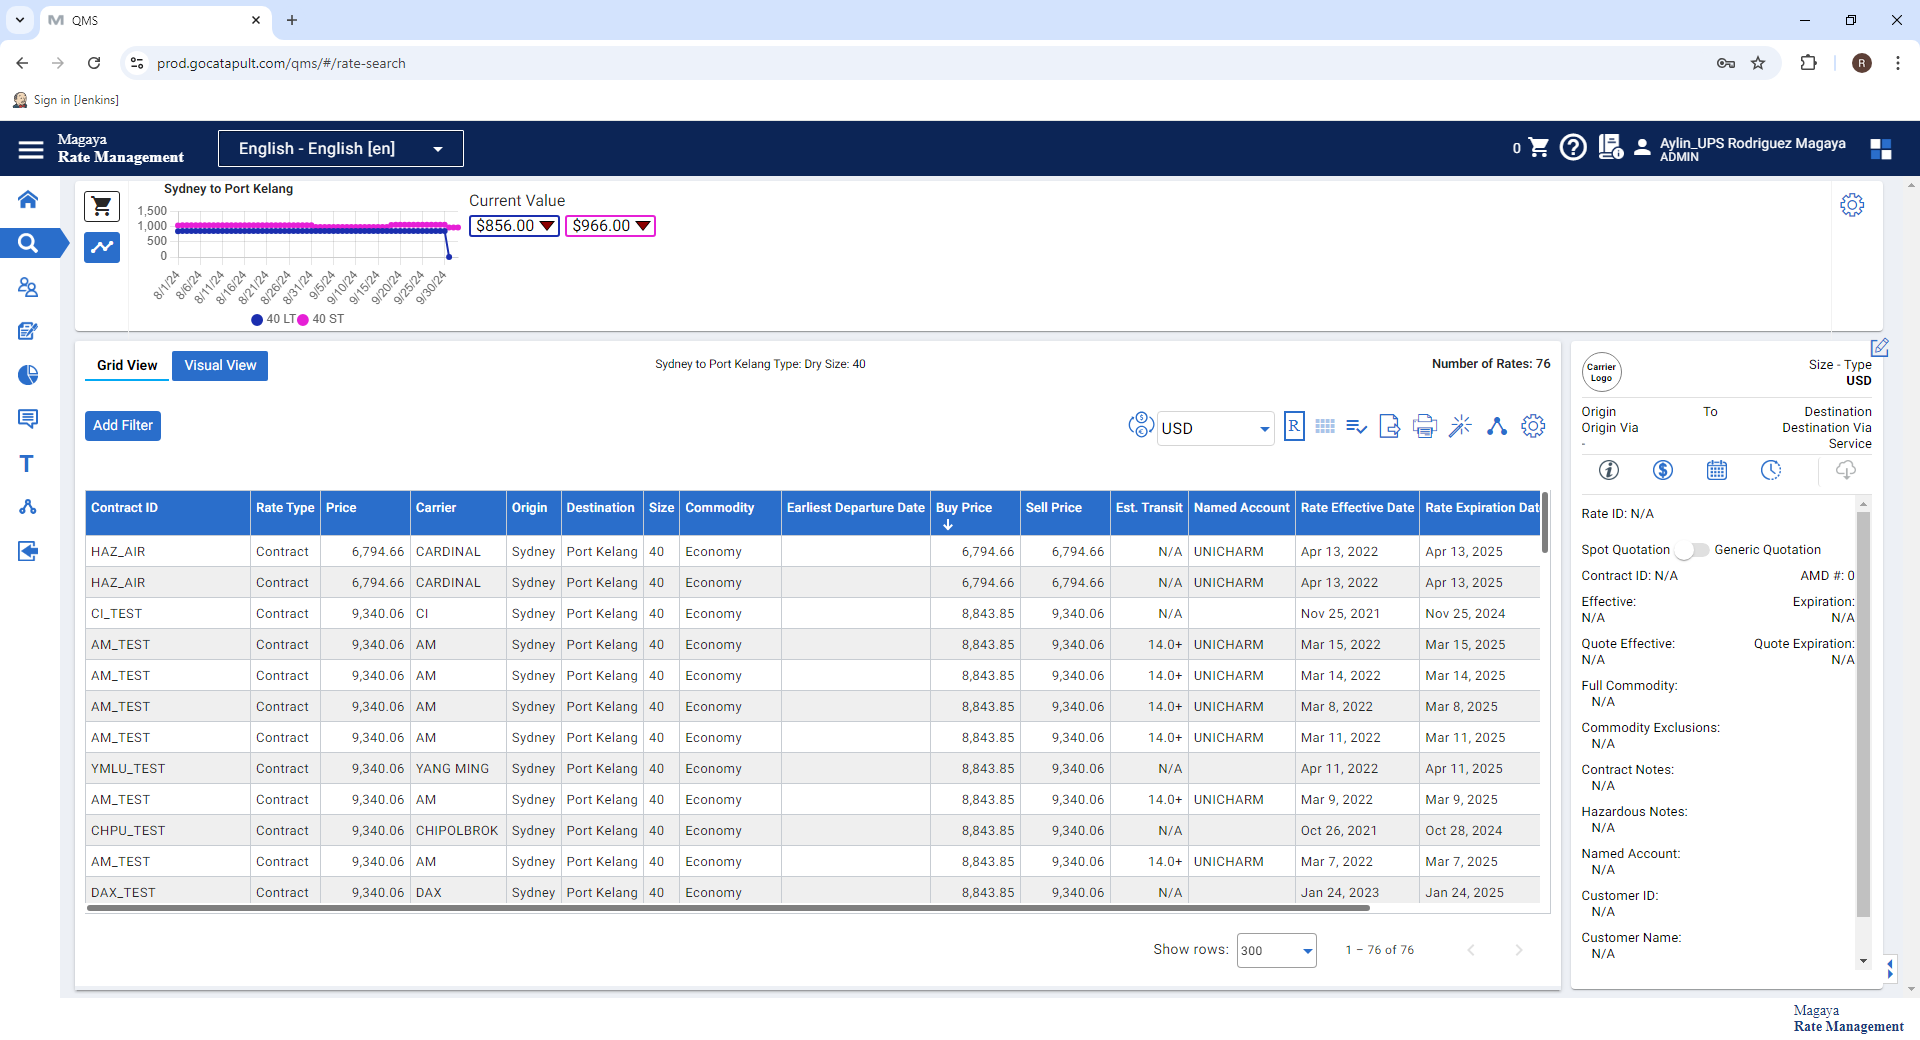 QMS
prod.gocatapult.com/qms/#/rate-search
R
Sign in [Jenkins]
Magaya
Rate Management
English - English [en]
0
Aylin_UPS Rodriguez Magaya
ADMIN
Sydney to Port Kelang
1,500
1,000
500
0
8/1/24 8/6/24 8/11/24 8/16/24 8/21/24 8/26/24 8/31/24 9/5/24 9/10/24 9/15/24 9/20/24 9/25/24 9/30/24
40 LT 40 ST
Current Value
$856.00 $966.00
Grid View Visual View
Sydney to Port Kelang Type: Dry Size: 40
Number of Rates: 76
Add Filter
USD
R
Contract ID Rate Type Price Carrier Origin Destination Size Commodity Earliest Departure Date Buy Price Sell Price Est. Transit Named Account Rate Effective Date Rate Expiration Dat
HAZ_AIR Contract 6,794.66 CARDINAL Sydney Port Kelang 40 Economy 6,794.66 6,794.66 N/A UNICHARM Apr 13, 2022 Apr 13, 2025
HAZ_AIR Contract 6,794.66 CARDINAL Sydney Port Kelang 40 Economy 6,794.66 6,794.66 N/A UNICHARM Apr 13, 2022 Apr 13, 2025
CI_TEST Contract 9,340.06 CI Sydney Port Kelang 40 Economy 8,843.85 9,340.06 N/A Nov 25, 2021 Nov 25, 2024
AM_TEST Contract 9,340.06 AM Sydney Port Kelang 40 Economy 8,843.85 9,340.06 14.0+ UNICHARM Mar 15, 2022 Mar 15, 2025
AM_TEST Contract 9,340.06 AM Sydney Port Kelang 40 Economy 8,843.85 9,340.06 14.0+ UNICHARM Mar 14, 2022 Mar 14, 2025
AM_TEST Contract 9,340.06 AM Sydney Port Kelang 40 Economy 8,843.85 9,340.06 14.0+ UNICHARM Mar 8, 2022 Mar 8, 2025
AM_TEST Contract 9,340.06 AM Sydney Port Kelang 40 Economy 8,843.85 9,340.06 14.0+ UNICHARM Mar 11, 2022 Mar 11, 2025
YMLU_TEST Contract 9,340.06 YANG MING Sydney Port Kelang 40 Economy 8,843.85 9,340.06 N/A Apr 11, 2022 Apr 11, 2025
AM_TEST Contract 9,340.06 AM Sydney Port Kelang 40 Economy 8,843.85 9,340.06 14.0+ UNICHARM Mar 9, 2022 Mar 9, 2025
CHPU_TEST Contract 9,340.06 CHIPOLBROK Sydney Port Kelang 40 Economy 8,843.85 9,340.06 N/A Oct 26, 2021 Oct 28, 2024
AM_TEST Contract 9,340.06 AM Sydney Port Kelang 40 Economy 8,843.85 9,340.06 14.0+ UNICHARM Mar 7, 2022 Mar 7, 2025
DAX_TEST Contract 9,340.06 DAX Sydney Port Kelang 40 Economy 8,843.85 9,340.06 N/A Jan 24, 2023 Jan 24, 2025
Show rows: 300 1 – 76 of 76
Carrier
Logo
Size - Type
USD
Origin To Destination
Origin Via Destination Via
- Service
Rate ID: N/A
Spot Quotation Generic Quotation
Contract ID: N/A AMD #: 0
Effective: Expiration:
N/A N/A
Quote Effective: Quote Expiration:
N/A N/A
Full Commodity:
N/A
Commodity Exclusions:
N/A
Contract Notes:
N/A
Hazardous Notes:
N/A
Named Account:
N/A
Customer ID:
N/A
Customer Name:
N/A
Magaya
Rate Management